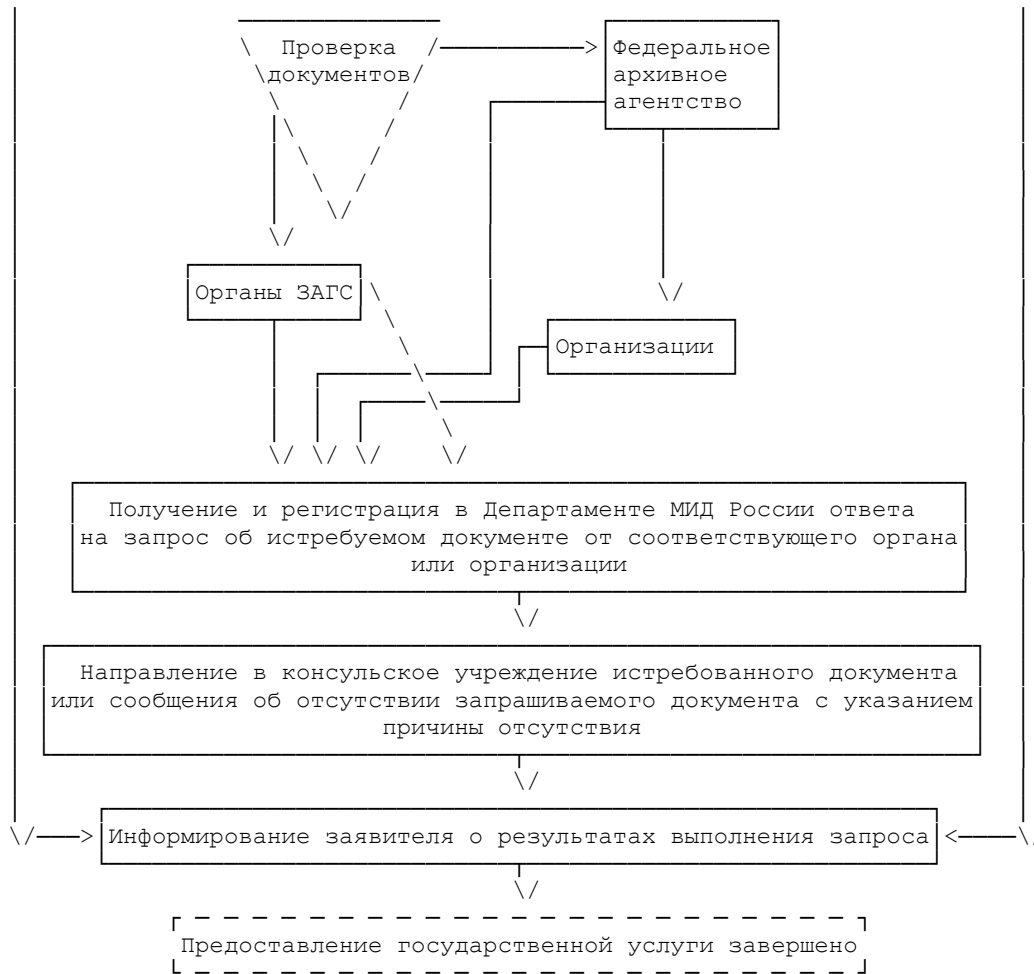 Проверка
документов
Федеральное
архивное
агентство
Органы ЗАГС
Организации
Получение и регистрация в Департаменте МИД России ответа
на запрос об истребуемом документе от соответствующего органа
или организации
Направление в консульское учреждение истребованного документа
или сообщения об отсутствии запрашиваемого документа с указанием
причины отсутствия
Информирование заявителя о результатах выполнения запроса
Предоставление государственной услуги завершено